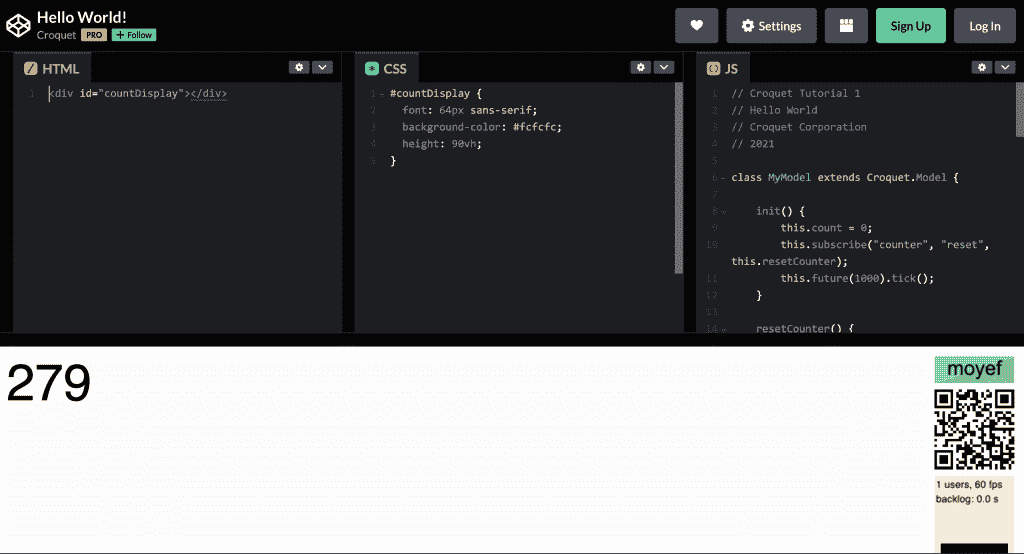 Hello World!
Croquet PRO + Follow
Settings
Sign Up
Log In
HTML
1 <div id="countDisplay"></div>
CSS
1 #countDisplay {
2 font: 64px sans-serif;
3 background-color: #fcfcfc;
4 height: 90vh;
5 }
JS
1 // Croquet Tutorial 1
2 // Hello World
3 // Croquet Corporation
4 // 2021
5
6 class MyModel extends Croquet.Model {
7
8 init() {
9 this.count = 0;
10 this.subscribe("counter", "reset",
this.resetCounter);
11 this.future(1000).tick();
12 }
13
14 resetCounter() {
279
moyef
1 users, 60 fps
backlog: 0.0 s